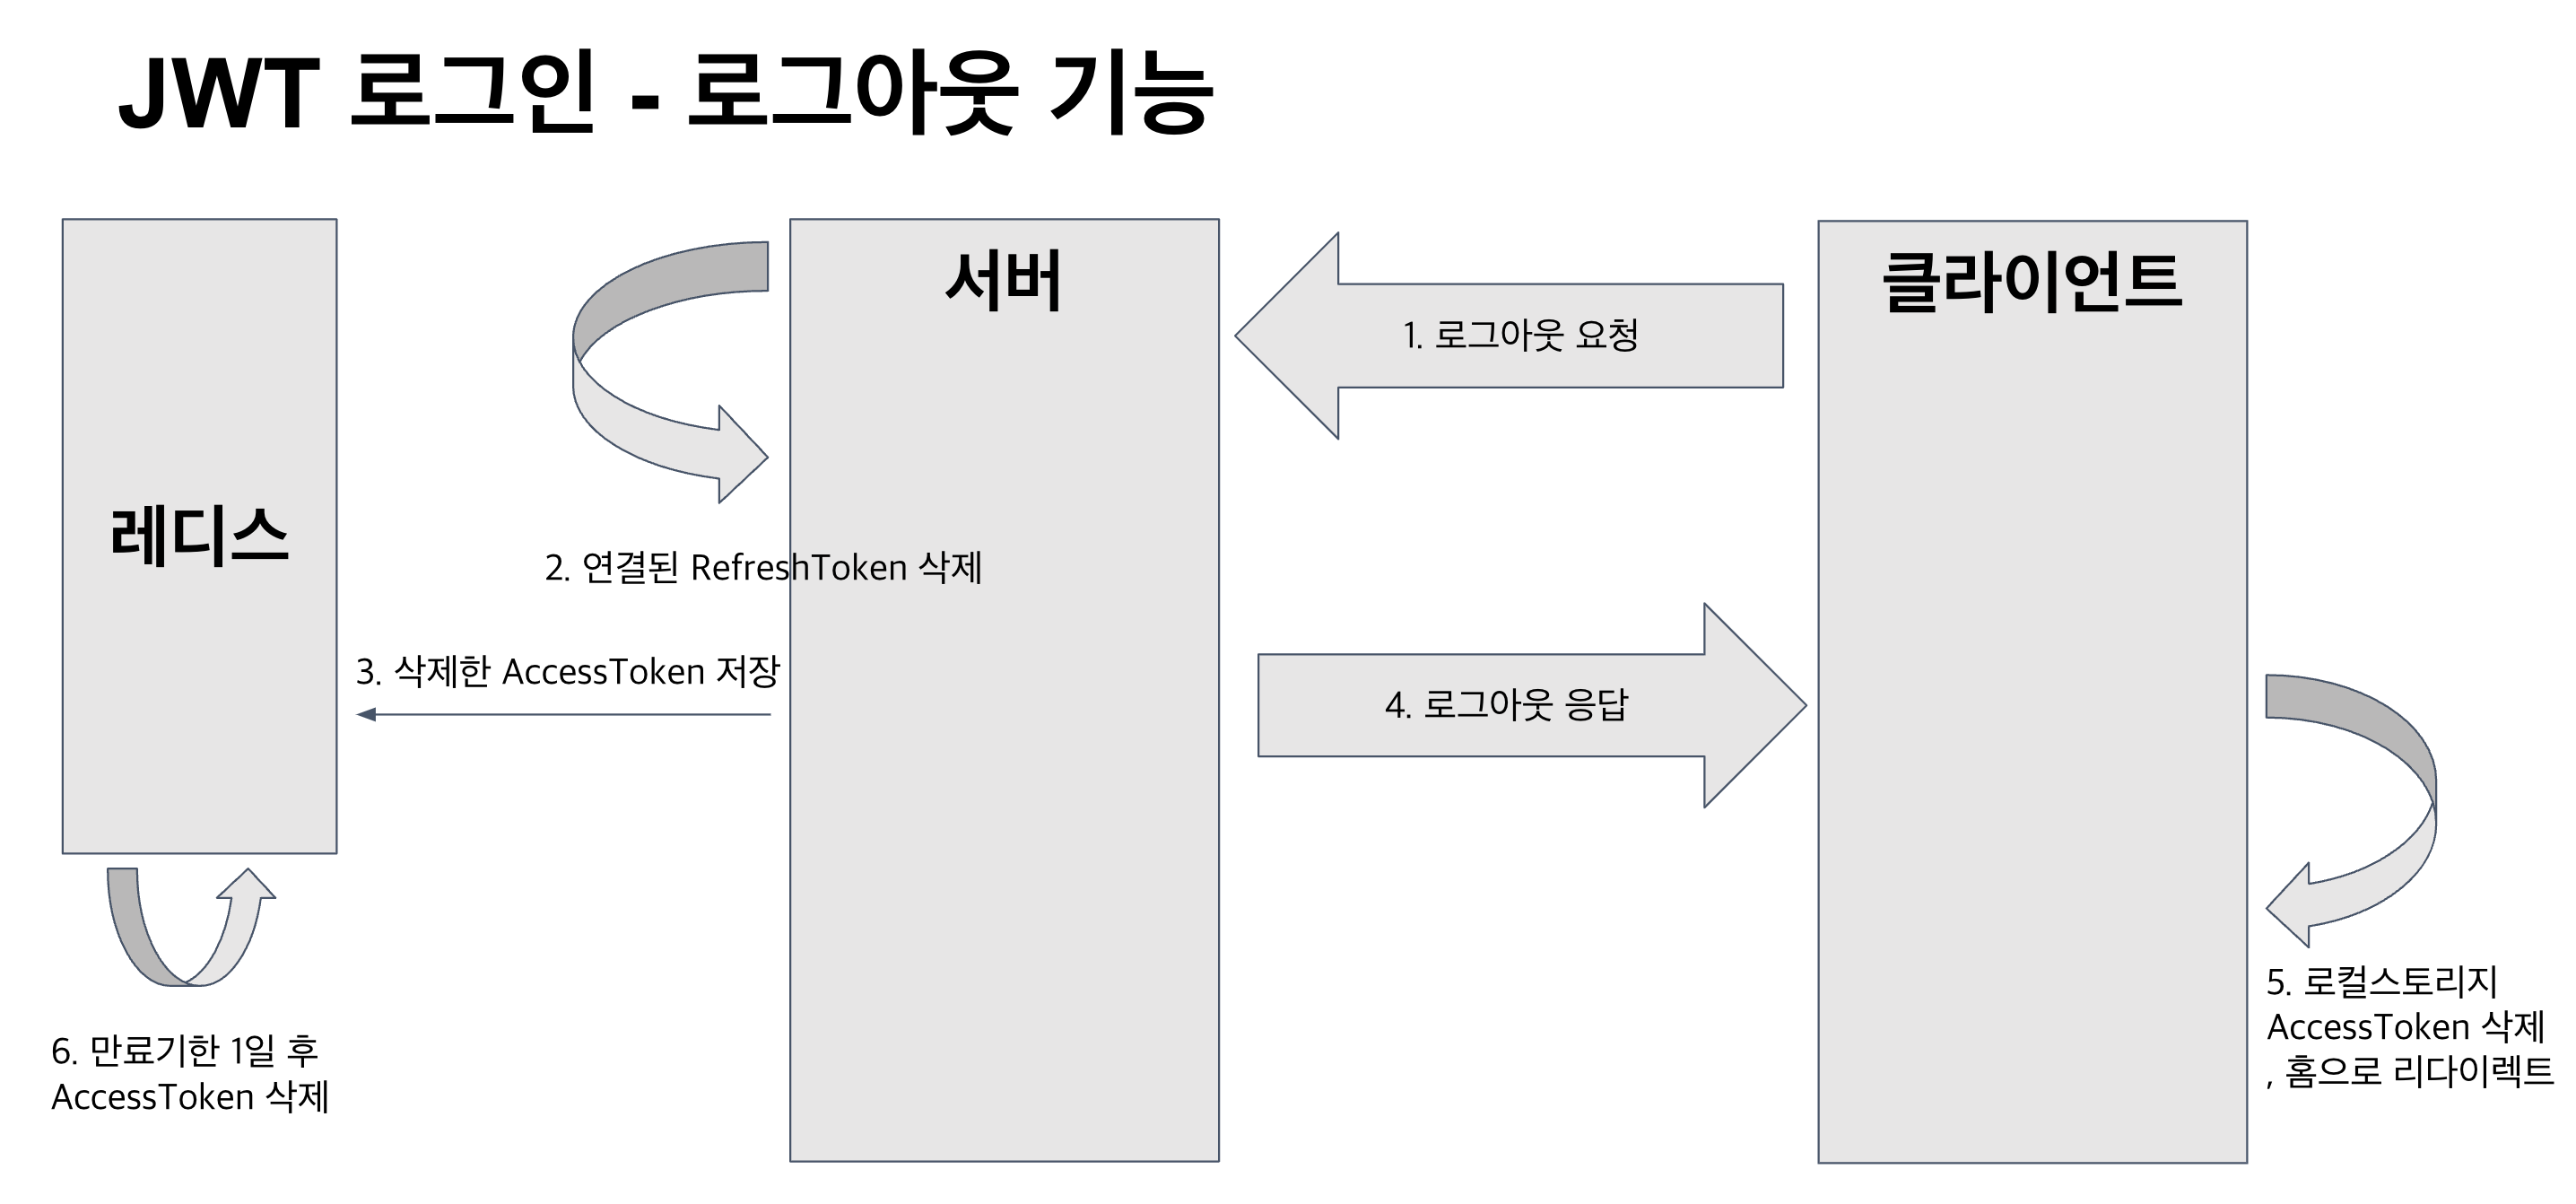 JWT 로그인 - 로그아웃 기능
레디스
서버
클라이언트
1. 로그아웃 요청
2. 연결된 RefreshToken 삭제
3. 삭제한 AccessToken 저장
4. 로그아웃 응답
5. 로컬스토리지
AccessToken 삭제
, 홈으로 리다이렉트
6. 만료기한 1일 후
AccessToken 삭제